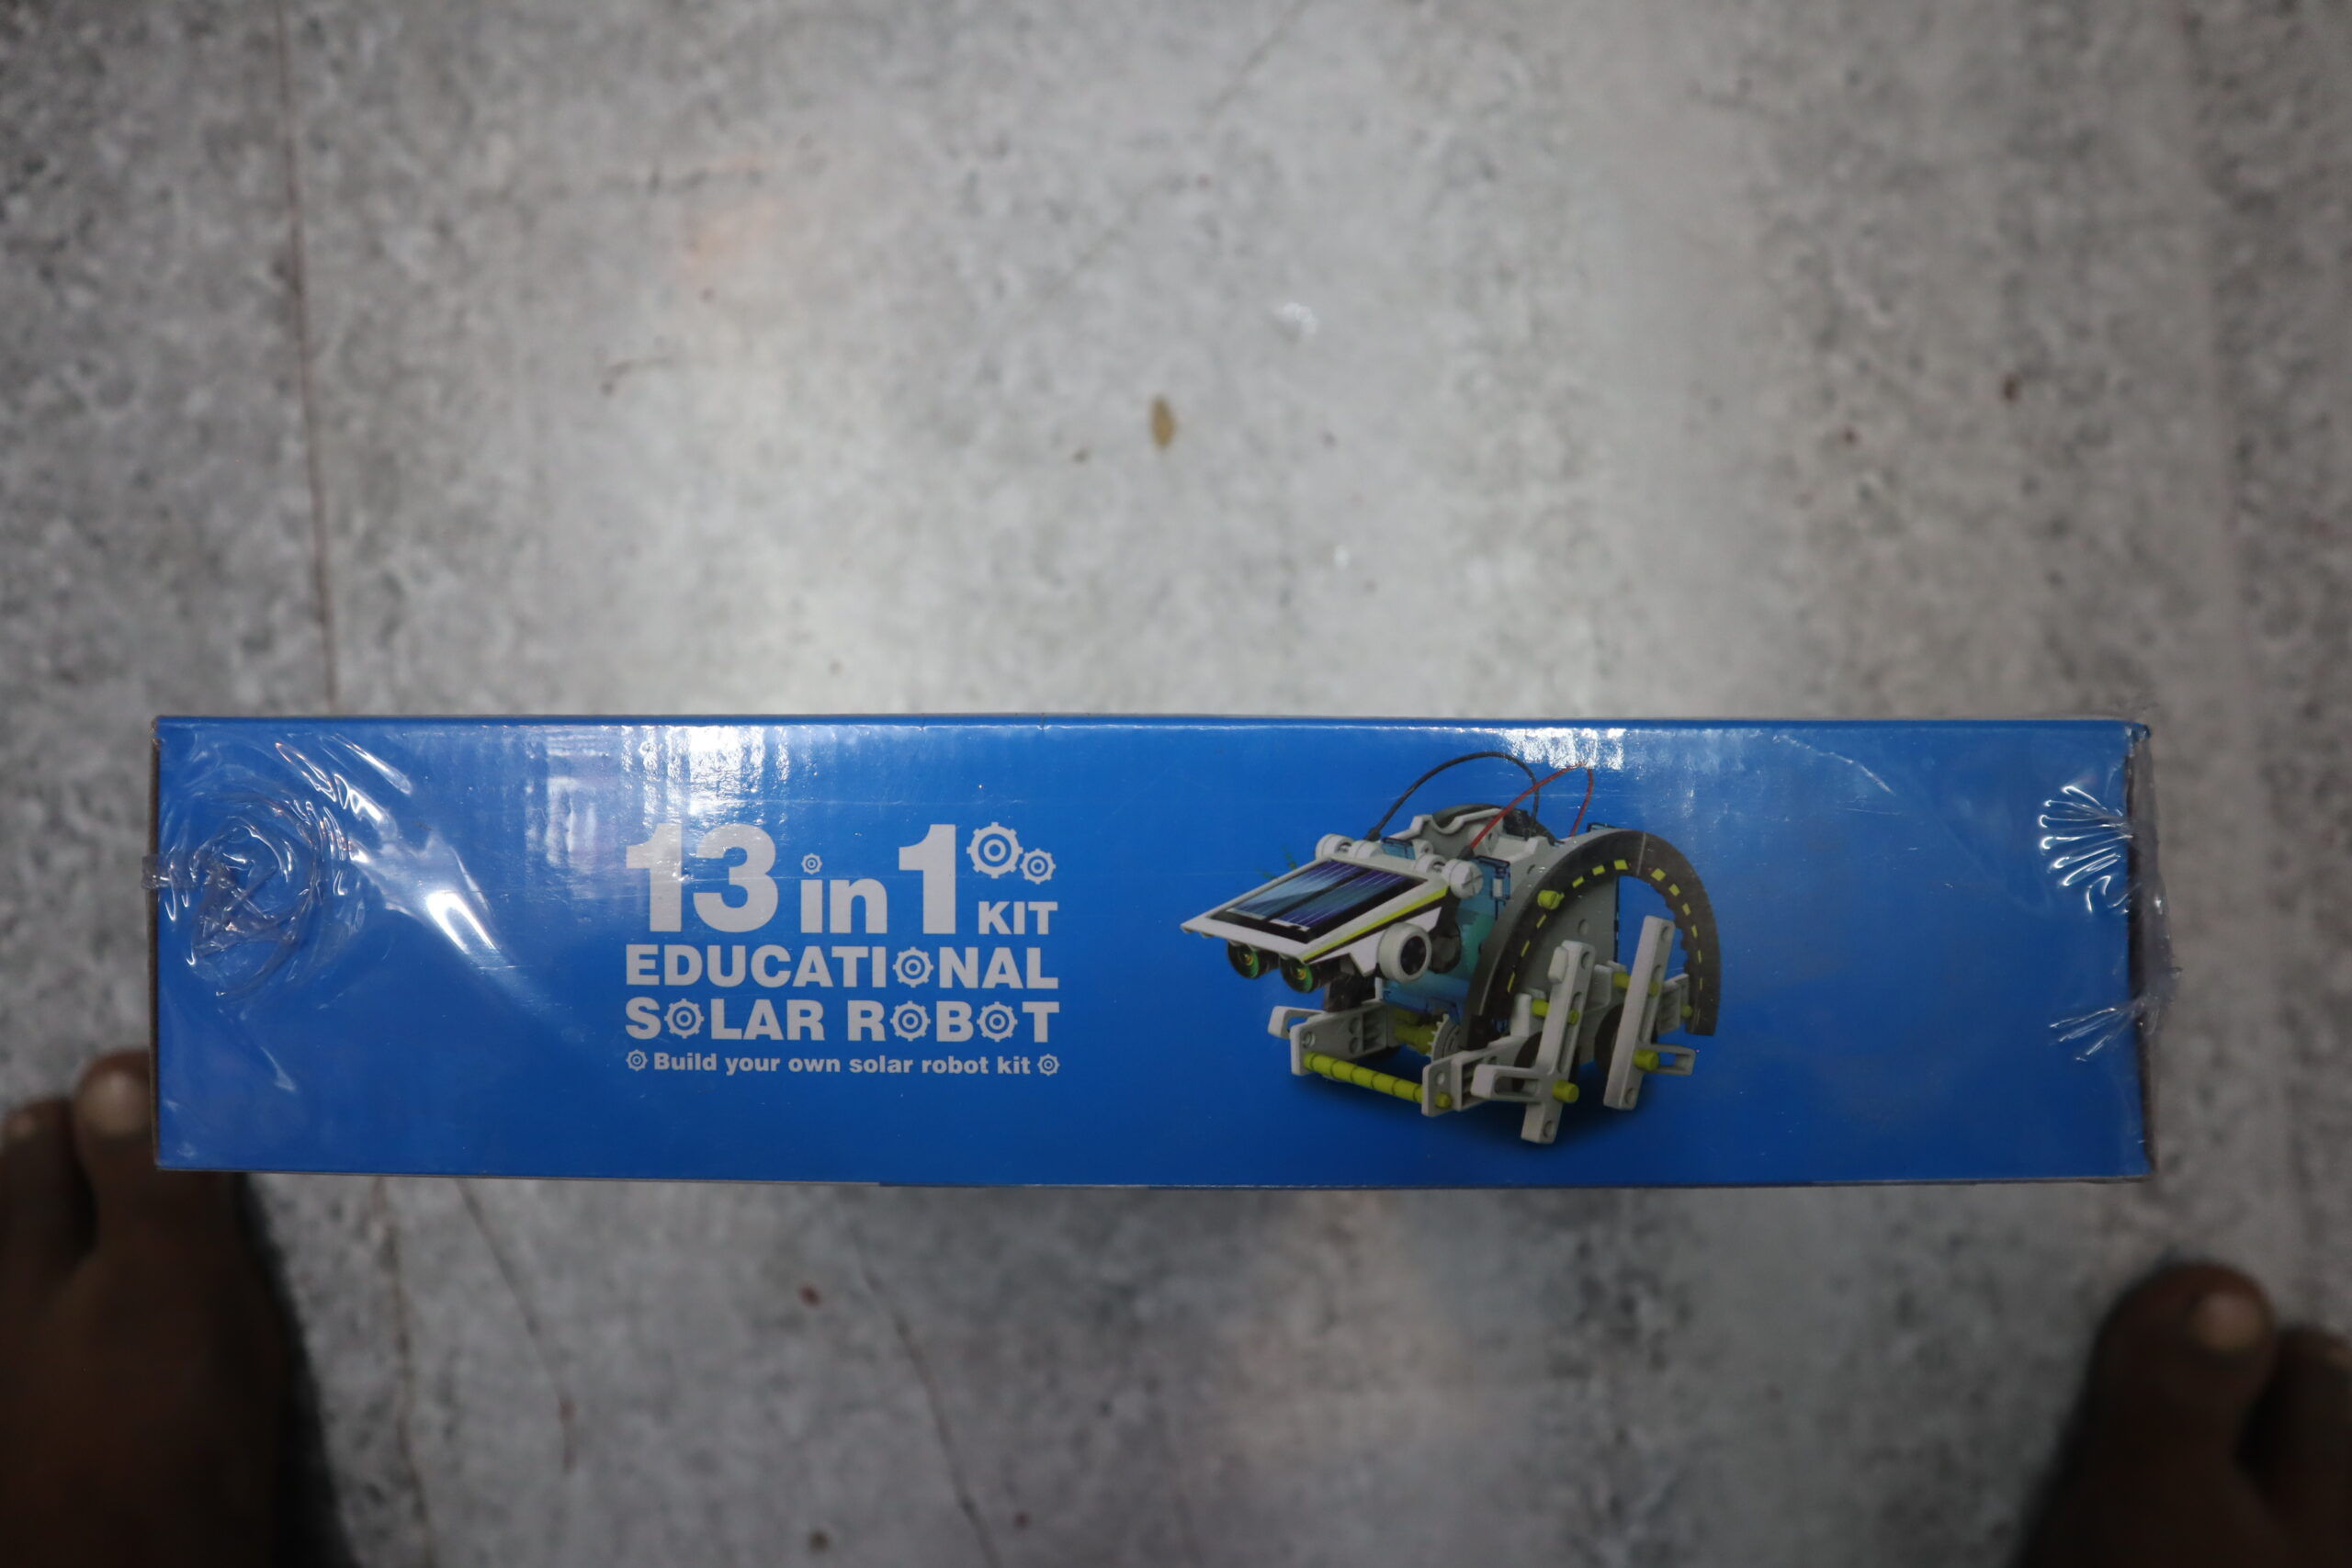 13 in 1 KIT
EDUCATIONAL
SOLAR ROBOT
Build your own solar robot kit